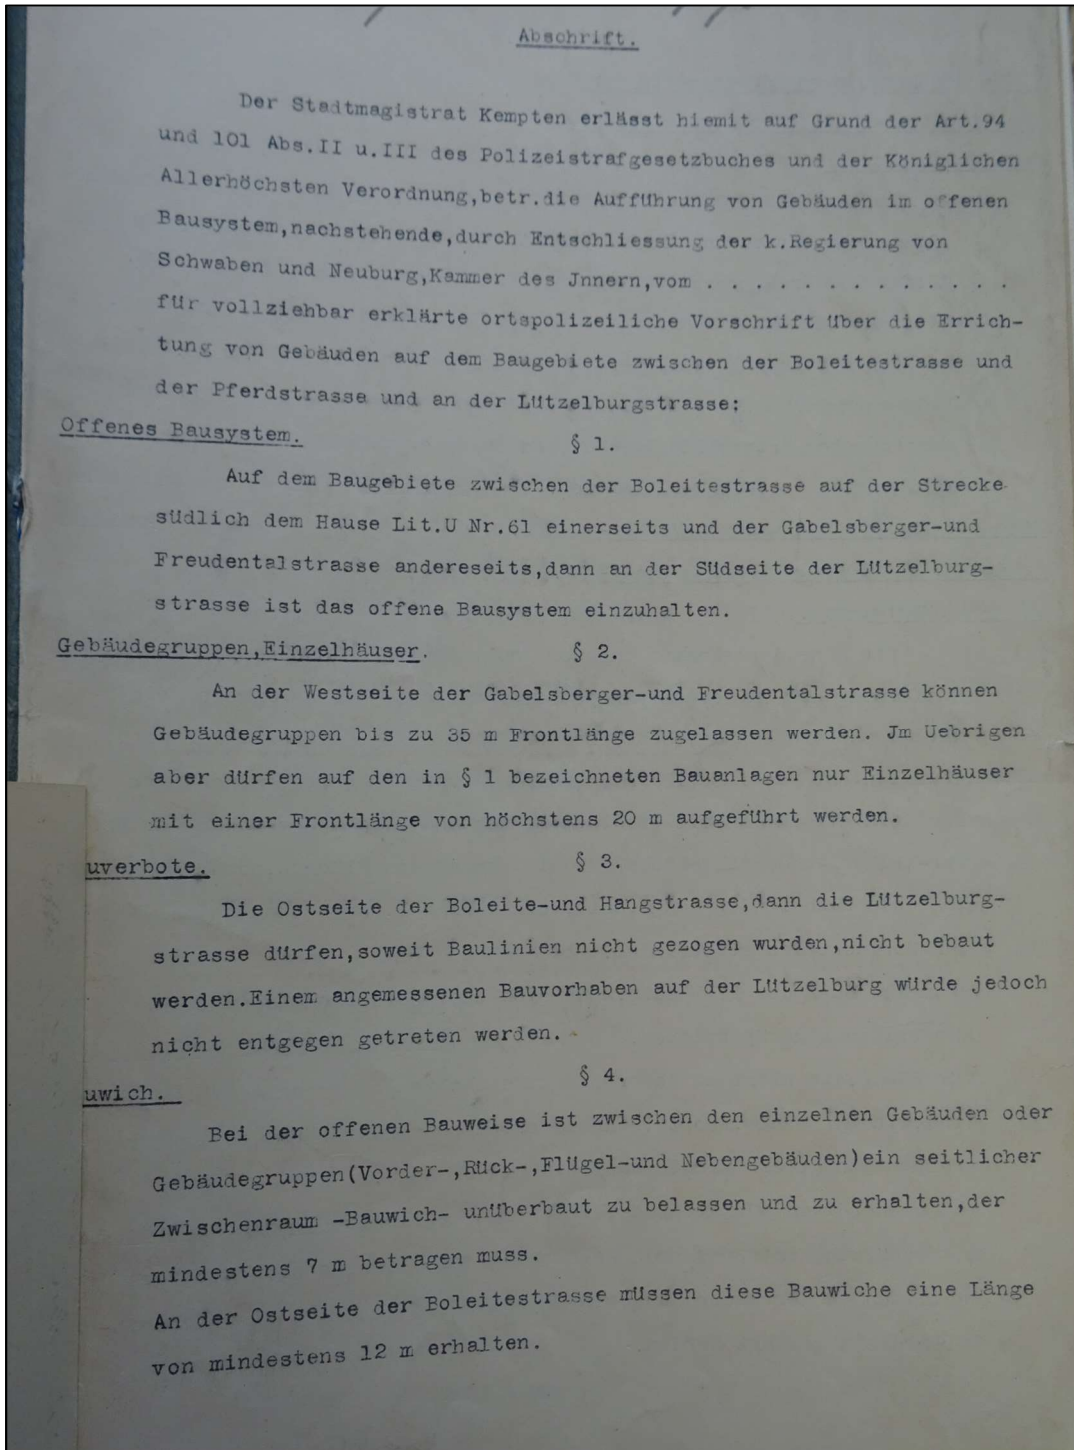 Abschrift.
Der Stadtmagistrat Kempten erlässt hiemit auf Grund der Art.94
und 101 Abs.II u.III des Polizeistrafgesetzbuches und der Königlichen
Allerhöchsten Verordnung,betr.die Aufführung von Gebäuden im offenen
Bausystem,nachstehende,durch Entschliessung der k.Regierung von
Schwaben und Neuburg,Kammer des Jnnern,vom . . . . . . . . . . . . .
für vollziehbar erklärte ortspolizeiliche Vorschrift über die Errich-
tung von Gebäuden auf dem Baugebiete zwischen der Boleitestrasse und
der Pferdstrasse und an der Lützelburgstrasse:
Offenes Bausystem. § 1.
Auf dem Baugebiete zwischen der Boleitestrasse auf der Strecke
südlich dem Hause Lit.U Nr.61 einerseits und der Gabelsberger-und
Freudentalstrasse andereseits,dann an der Südseite der Lützelburg-
strasse ist das offene Bausystem einzuhalten.
Gebäudegruppen,Einzelhäuser. § 2.
An der Westseite der Gabelsberger-und Freudentalstrasse können
Gebäudegruppen bis zu 35 m Frontlänge zugelassen werden. Jm Uebrigen
aber dürfen auf den in § 1 bezeichneten Bauanlagen nur Einzelhäuser
mit einer Frontlänge von höchstens 20 m aufgeführt werden.
uverbote. § 3.
Die Ostseite der Boleite-und Hangstrasse,dann die Lützelburg-
strasse dürfen,soweit Baulinien nicht gezogen wurden,nicht bebaut
werden.Einem angemessenen Bauvorhaben auf der Lützelburg würde jedoch
nicht entgegen getreten werden.
uwich. § 4.
Bei der offenen Bauweise ist zwischen den einzelnen Gebäuden oder
Gebäudegruppen(Vorder-,Rück-,Flügel-und Nebengebäuden)ein seitlicher
Zwischenraum -Bauwich- unüberbaut zu belassen und zu erhalten,der
mindestens 7 m betragen muss.
An der Ostseite der Boleitestrasse müssen diese Bauwiche eine Länge
von mindestens 12 m erhalten.